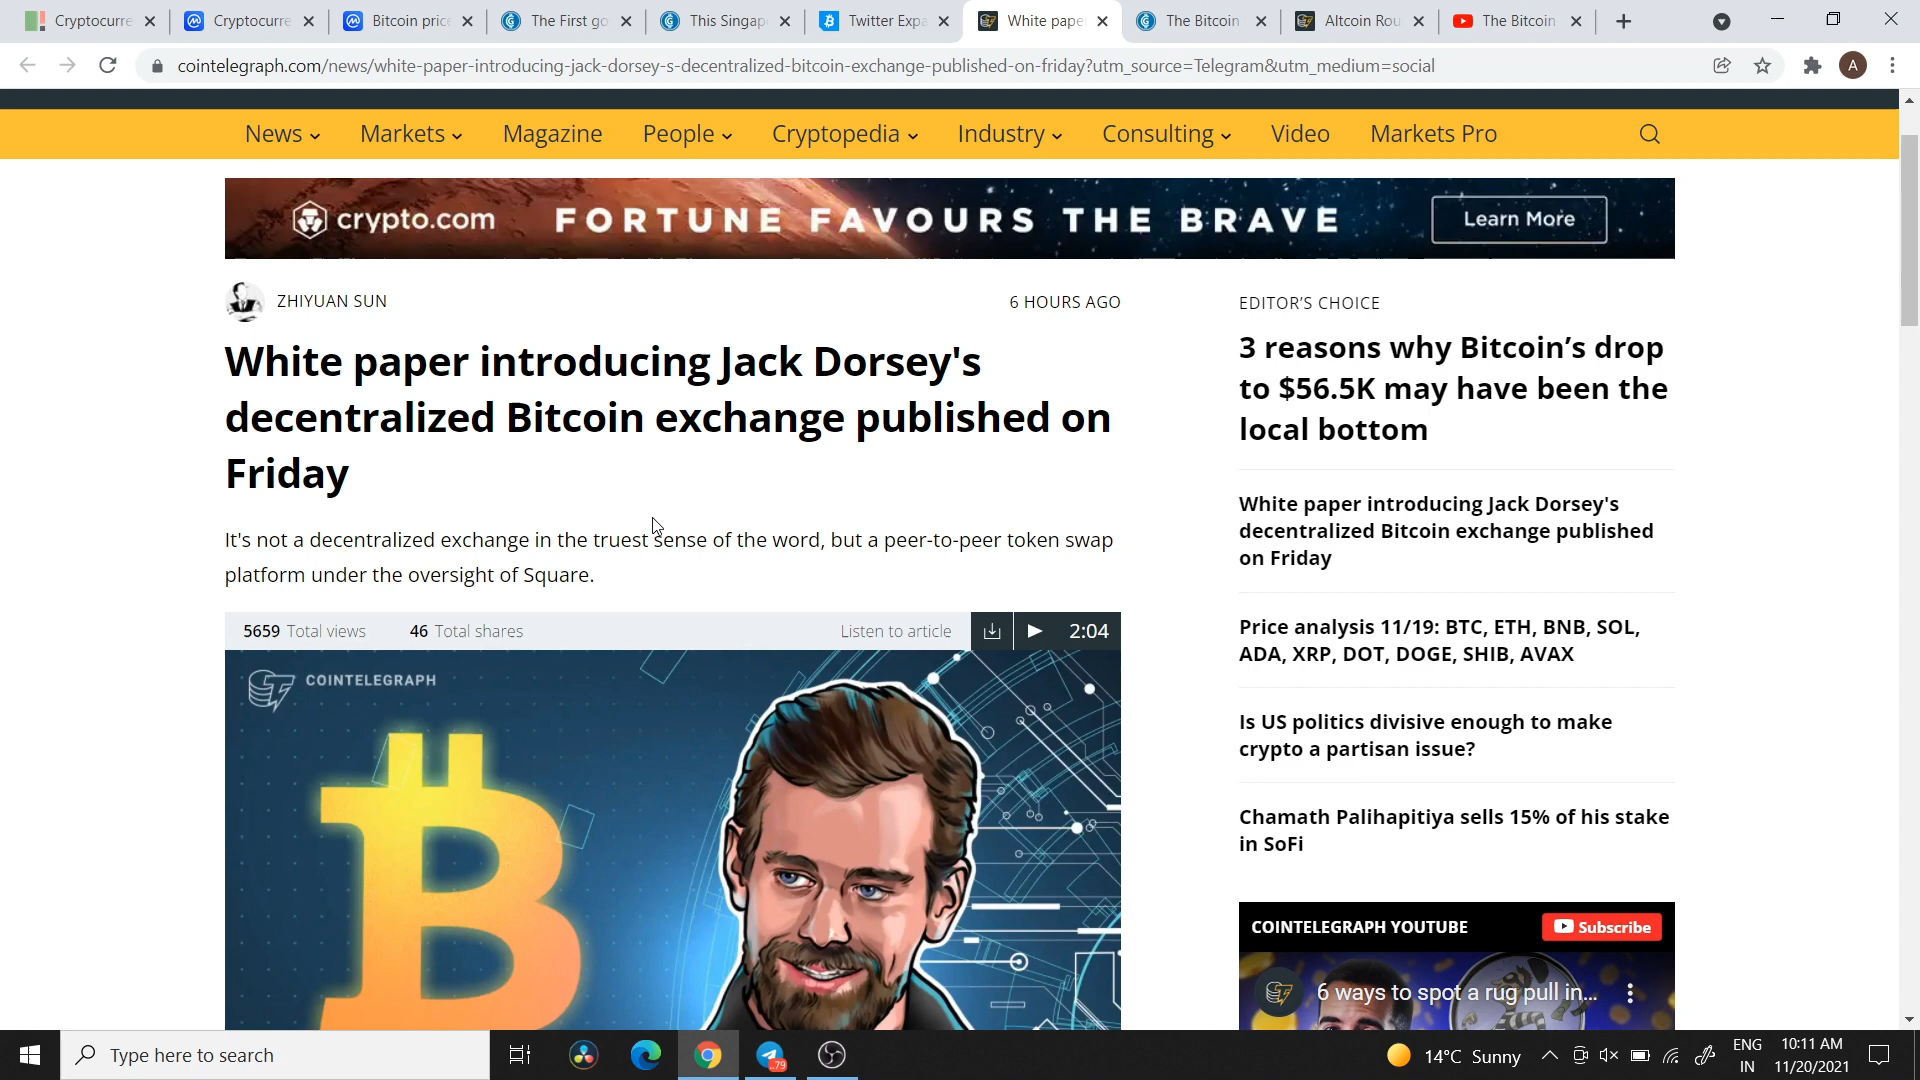 Cryptocurre
Cryptocurre
Bitcoin price
The First go
This Singap
Twitter Expa
White pape
The Bitcoin
Altcoin Rou
The Bitcoin
cointelegraph.com/news/white-paper-introducing-jack-dorsey-s-decentralized-bitcoin-exchange-published-on-friday?utm_source=Telegram&utm_medium=social
A
News Markets Magazine People Cryptopedia Industry Consulting Video Markets Pro
crypto.com FORTUNE FAVOURS THE BRAVE Learn More
ZHIYUAN SUN
6 HOURS AGO
White paper introducing Jack Dorsey's
decentralized Bitcoin exchange published on
Friday
It's not a decentralized exchange in the truest sense of the word, but a peer-to-peer token swap
platform under the oversight of Square.
5659 Total views 46 Total shares Listen to article 2:04
COINTELEGRAPH
EDITOR'S CHOICE
3 reasons why Bitcoin’s drop
to $56.5K may have been the
local bottom
White paper introducing Jack Dorsey's
decentralized Bitcoin exchange published
on Friday
Price analysis 11/19: BTC, ETH, BNB, SOL,
ADA, XRP, DOT, DOGE, SHIB, AVAX
Is US politics divisive enough to make
crypto a partisan issue?
Chamath Palihapitiya sells 15% of his stake
in SoFi
COINTELEGRAPH YOUTUBE Subscribe
6 ways to spot a rug pull in...
Type here to search
79
14°C Sunny
ENG
IN
10:11 AM
11/20/2021